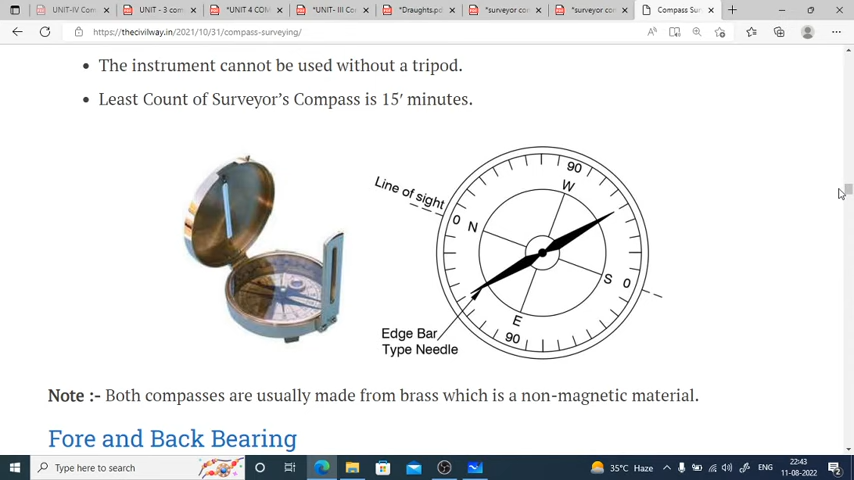 UNIT-IV Com
UNIT - 3 com
*UNIT 4 COM
*UNIT- III Co
*Draughts.pd
*surveyor co
*surveyor co
Compass Sur
https://thecivilway.in/2021/10/31/compass-surveying/
• The instrument cannot be used without a tripod.
• Least Count of Surveyor's Compass is 15′ minutes.
Line of sight
90
W
0 N
S 0
E
90
Edge Bar
Type Needle
Note :- Both compasses are usually made from brass which is a non-magnetic material.
Fore and Back Bearing
Type here to search
35°C Haze
ENG
22:43
11-08-2022
2